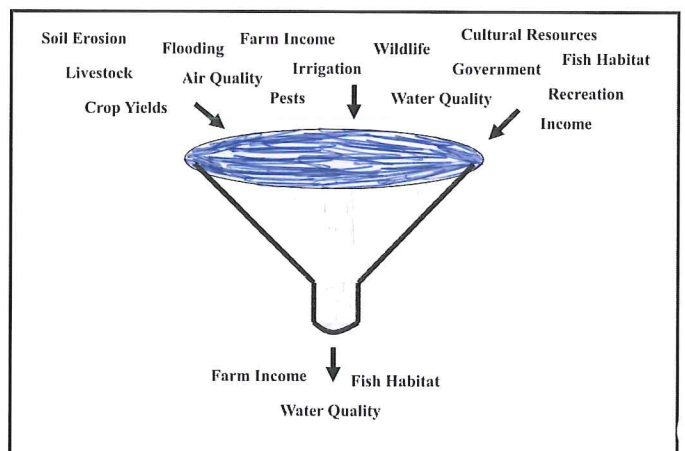 Soil Erosion
Flooding
Farm Income
Wildlife
Cultural Resources
Livestock
Air Quality
Irrigation
Government
Fish Habitat
Crop Yields
Pests
Water Quality
Recreation
Income
Farm Income
Fish Habitat
Water Quality